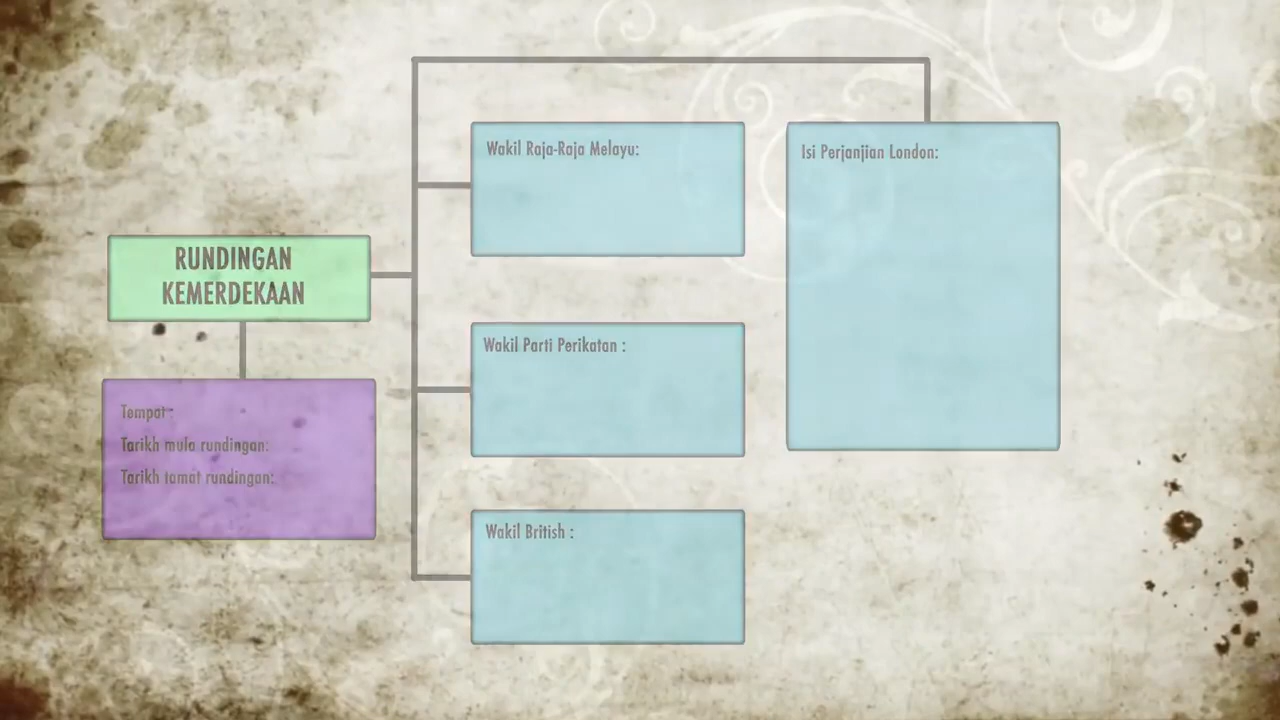 RUNDINGAN
KEMERDEKAAN
Tempat :
Tarikh mula rundingan:
Tarikh tamat rundingan:
Wakil Raja-Raja Melayu:
Wakil Parti Perikatan :
Wakil British :
Isi Perjanjian London: